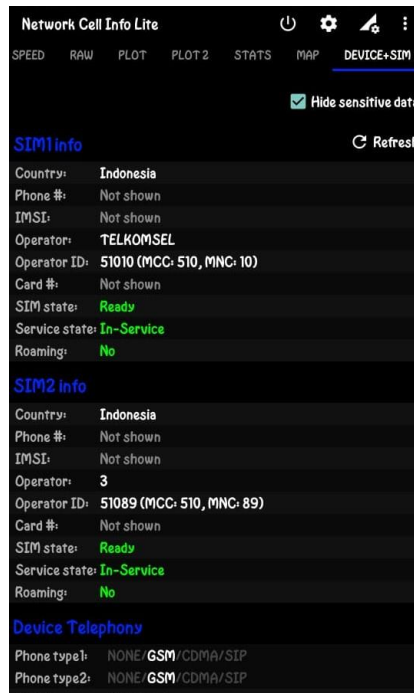 Network Cell Info Lite
SPEED RAW PLOT PLOT 2 STATS MAP DEVICE+SIM
Hide sensitive data
SIM1 info Refresh
Country: Indonesia
Phone #: Not shown
IMSI: Not shown
Operator: TELKOMSEL
Operator ID: 51010 (MCC: 510, MNC: 10)
Card #: Not shown
SIM state: Ready
Service state: In-Service
Roaming: No
SIM2 info
Country: Indonesia
Phone #: Not shown
IMSI: Not shown
Operator: 3
Operator ID: 51089 (MCC: 510, MNC: 89)
Card #: Not shown
SIM state: Ready
Service state: In-Service
Roaming: No
Device Telephony
Phone type1: NONE/GSM/CDMA/SIP
Phone type2: NONE/GSM/CDMA/SIP